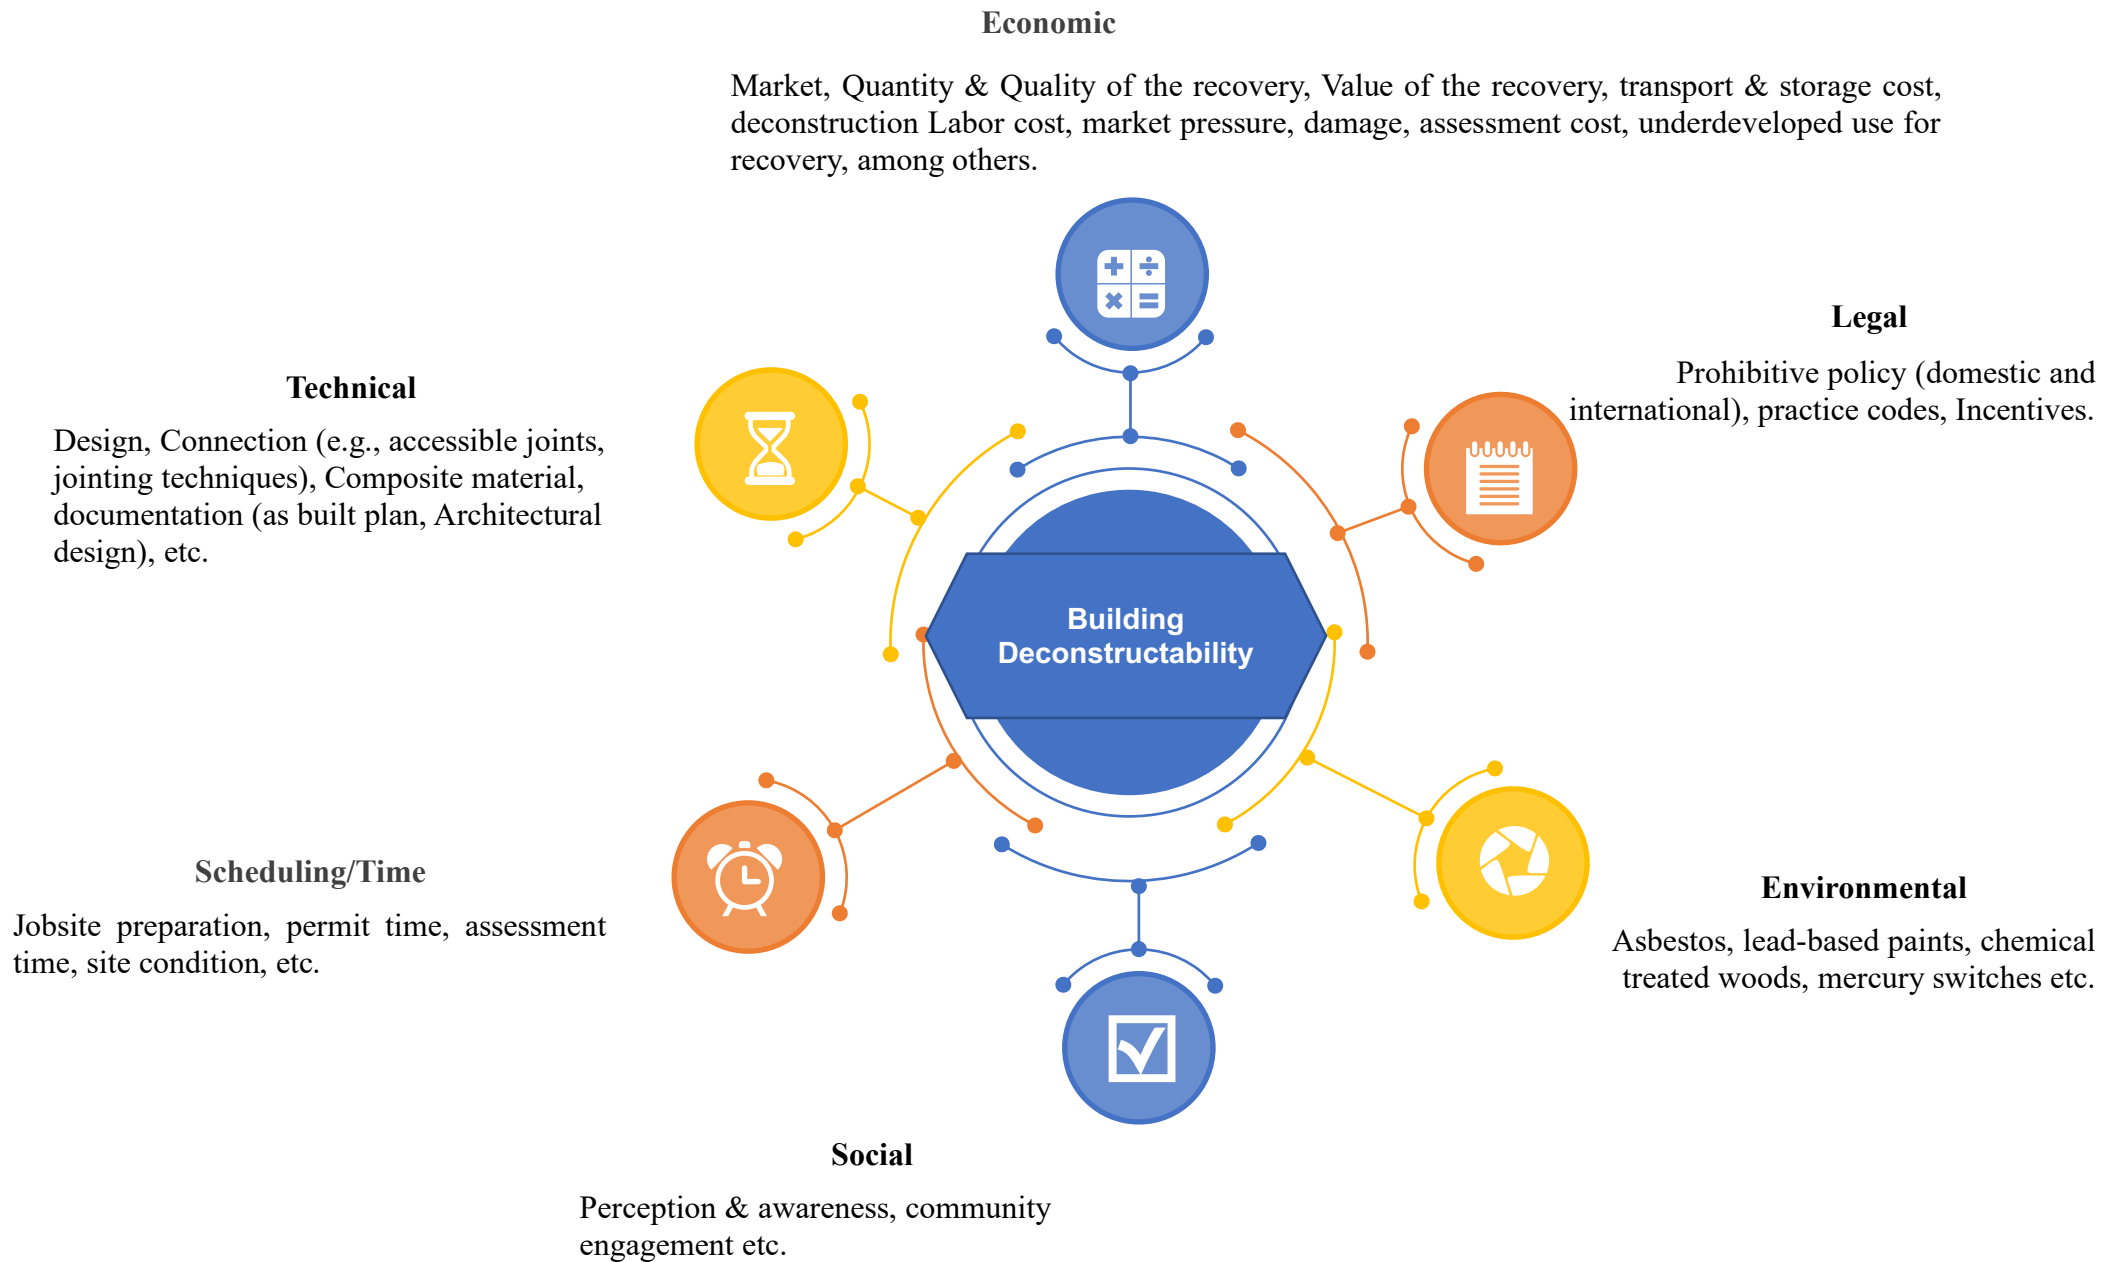 Economic
Market, Quantity & Quality of the recovery, Value of the recovery, transport & storage cost,
deconstruction Labor cost, market pressure, damage, assessment cost, underdeveloped use for
recovery, among others.
Legal
Prohibitive policy (domestic and
international), practice codes, Incentives.
Technical
Design, Connection (e.g., accessible joints,
jointing techniques), Composite material,
documentation (as built plan, Architectural
design), etc.
Building
Deconstructability
Scheduling/Time
Jobsite preparation, permit time, assessment
time, site condition, etc.
Environmental
Asbestos, lead-based paints, chemical
treated woods, mercury switches etc.
Social
Perception & awareness, community
engagement etc.